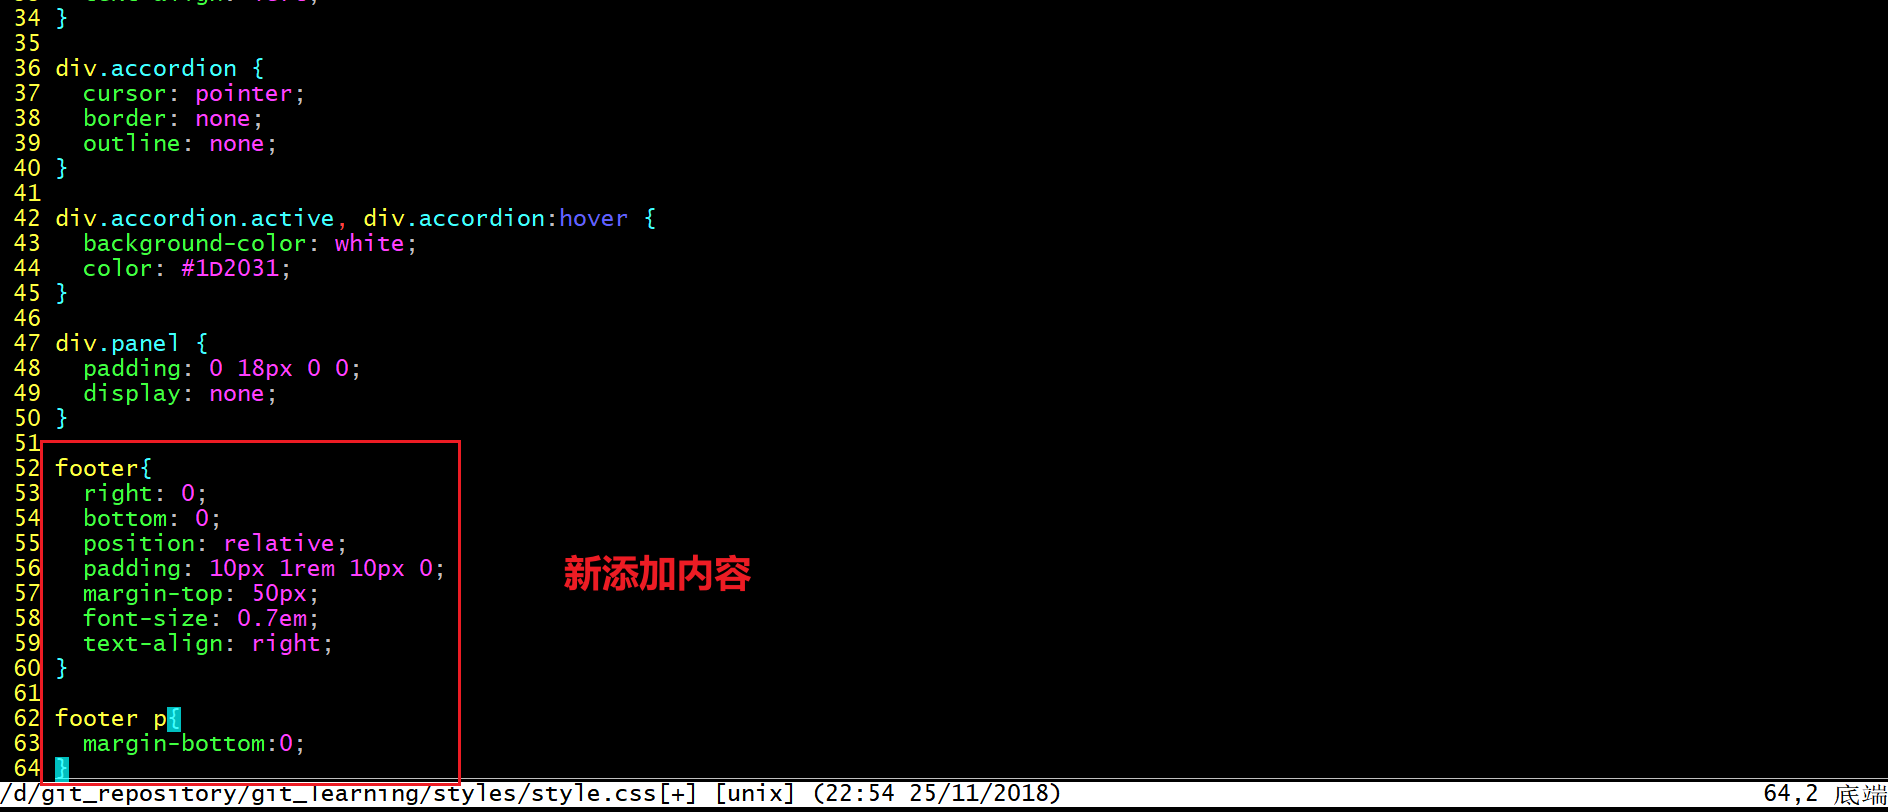 34 }
35
36 div.accordion {
37   cursor: pointer;
38   border: none;
39   outline: none;
40 }
41
42 div.accordion.active, div.accordion:hover {
43   background-color: white;
44   color: #1D2031;
45 }
46
47 div.panel {
48   padding: 0 18px 0 0;
49   display: none;
50 }
51
52 footer{
53   right: 0;
54   bottom: 0;
55   position: relative;
56   padding: 10px 1rem 10px 0;
新添加内容
57   margin-top: 50px;
58   font-size: 0.7em;
59   text-align: right;
60 }
61
62 footer p{
63   margin-bottom:0;
64 }
/d/git_repository/git_learning/styles/style.css[+] [unix] (22:54 25/11/2018) 64,2 底端